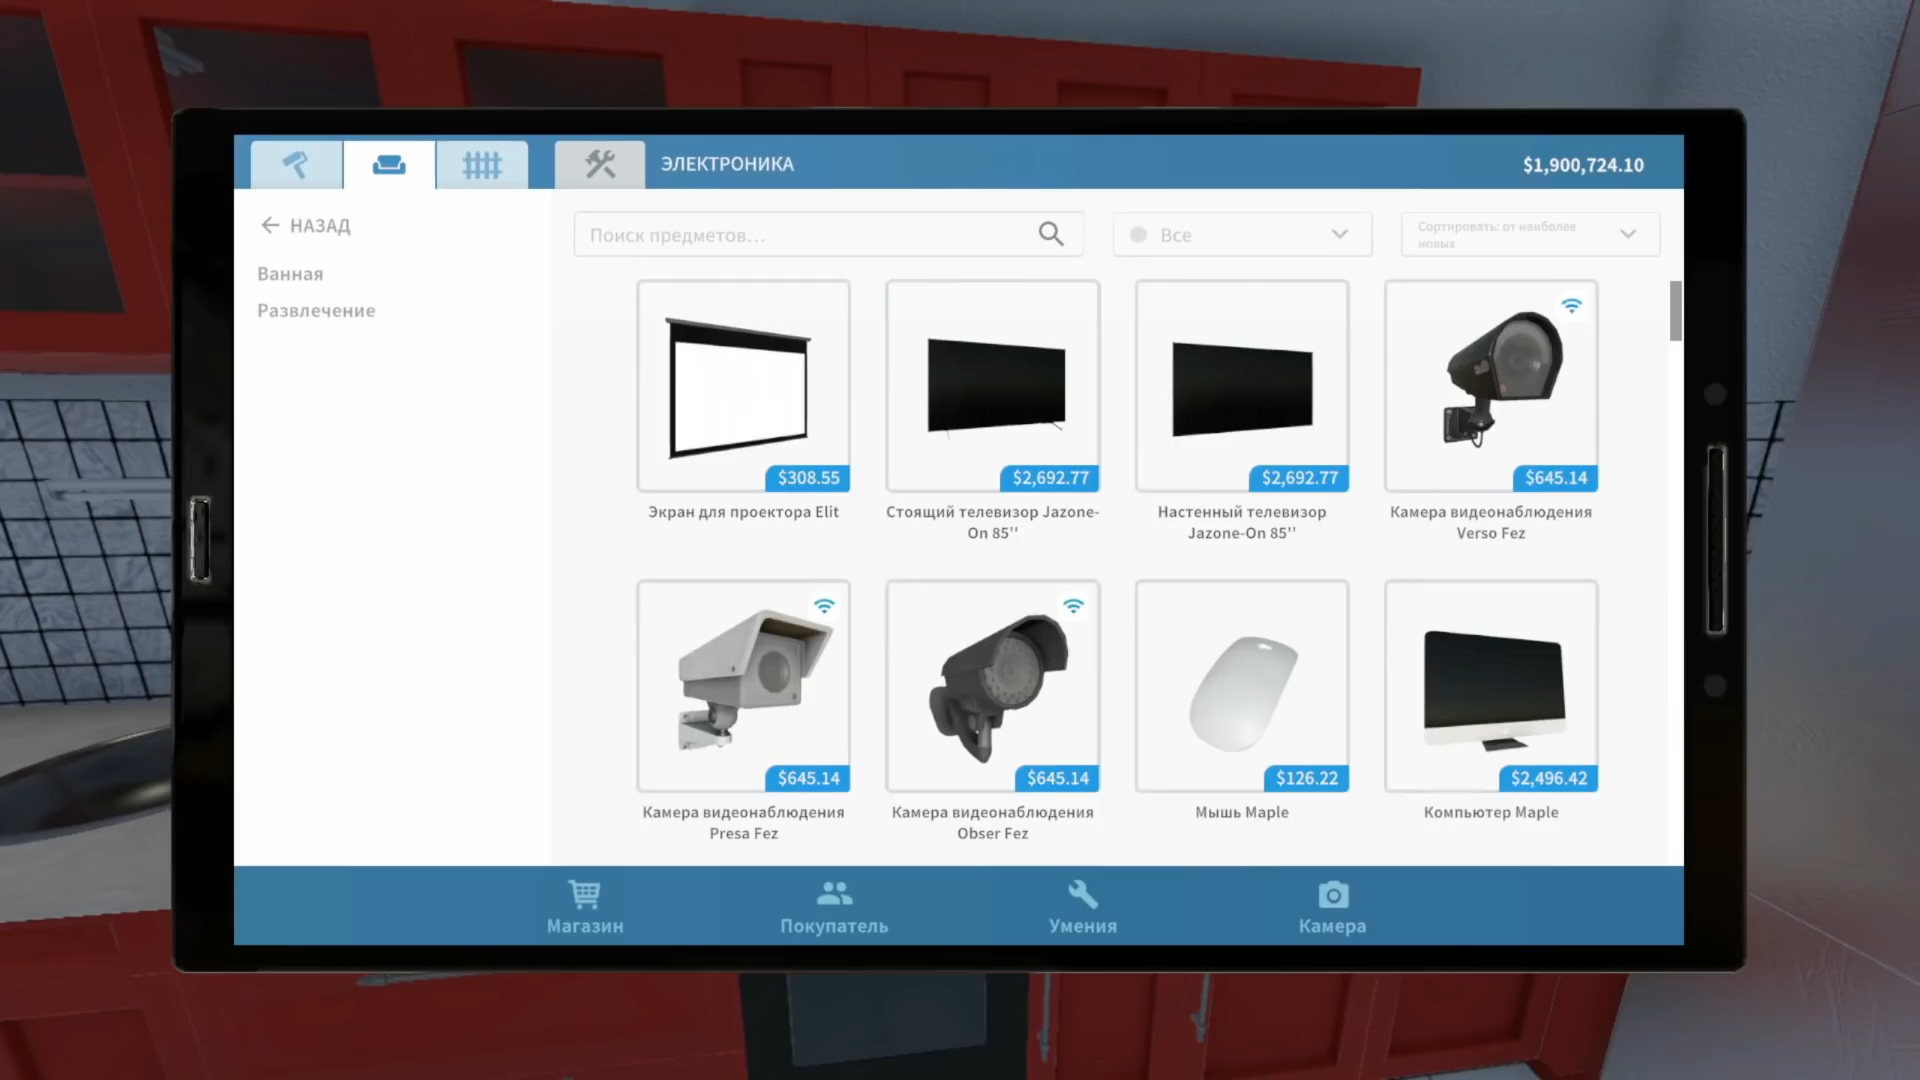 ЭЛЕКТРОНИКА
$1,900,724.10
НАЗАД
Ванная
Развлечение
Поиск предметов...
Все
Сортировать: от наиболее
новых
$308.55
$2,692.77
$2,692.77
$645.14
Экран для проектора Elit
Стоящий телевизор Jazone-
On 85''
Настенный телевизор
Jazone-On 85''
Камера видеонаблюдения
Verso Fez
$645.14
$645.14
$126.22
$2,496.42
Камера видеонаблюдения
Presa Fez
Камера видеонаблюдения
Obser Fez
Мышь Maple
Компьютер Maple
Магазин
Покупатель
Умения
Камера